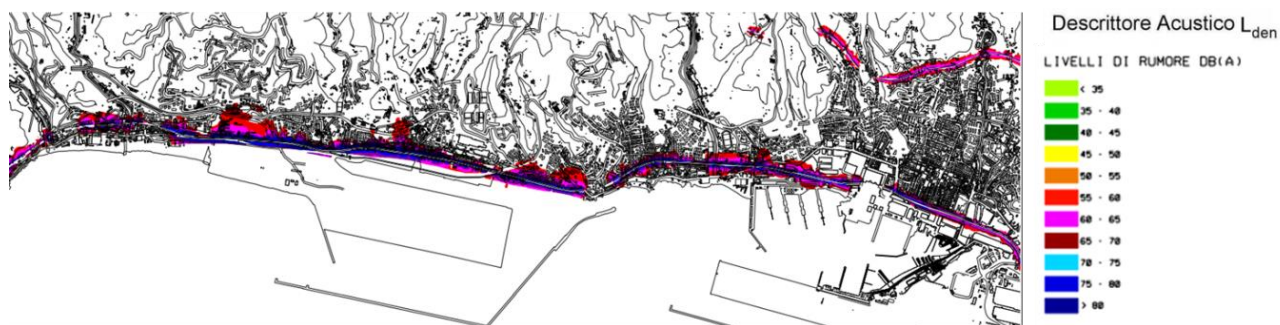 Descrittore Acustico Lden
LIVELLI DI RUMORE DB(A)
< 35
35 - 40
40 - 45
45 - 50
50 - 55
55 - 60
60 - 65
65 - 70
70 - 75
75 - 80
> 80